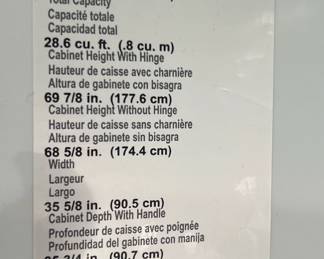 Total Capacity
Capacité totale
Capacidad total
28.6 cu. ft. (.8 cu. m)
Cabinet Height With Hinge
Hauteur de caisse avec charnière
Altura de gabinete con bisagra
69 7/8 in. (177.6 cm)
Cabinet Height Without Hinge
Hauteur de caisse sans charnière
Altura de gabinete sin bisagra
68 5/8 in. (174.4 cm)
Width
Largeur
Largo
35 5/8 in. (90.5 cm)
Cabinet Depth With Handle
Profondeur de caisse avec poignée
Profundidad del gabinete con manija
in. (90.7 cm)